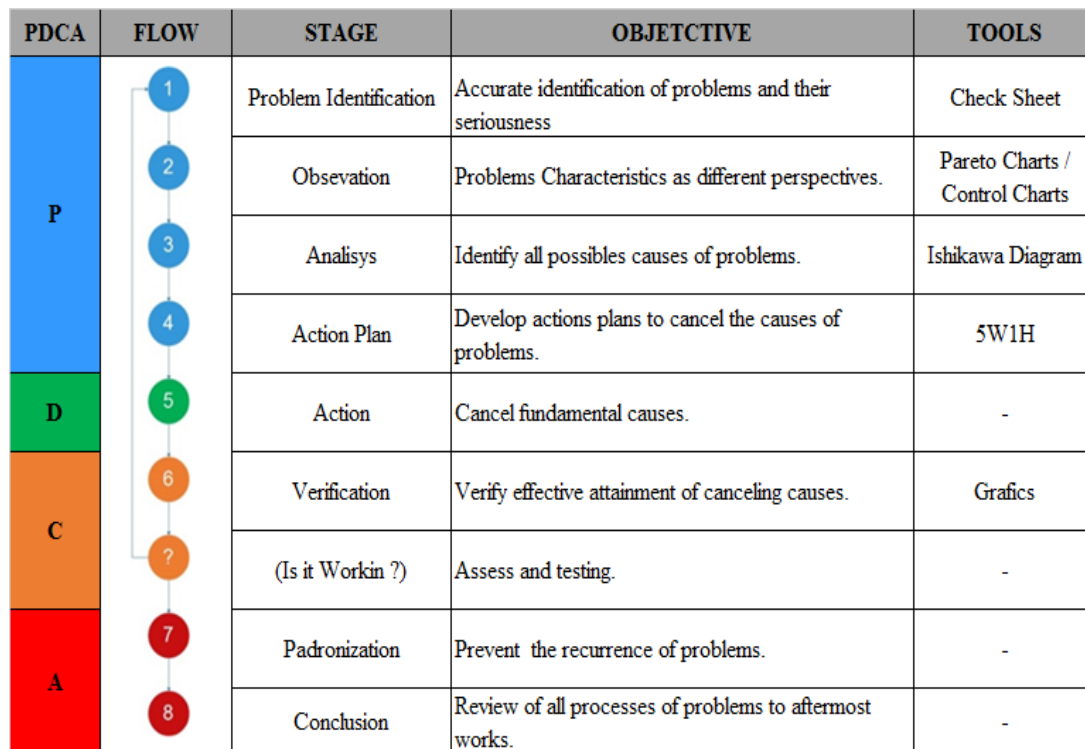 PDCA FLOW STAGE OBJETCTIVE TOOLS
P
1 Problem Identification Accurate identification of problems and their
seriousness Check Sheet
2 Obsevation Problems Characteristics as different perspectives. Pareto Charts /
Control Charts
3 Analisys Identify all possibles causes of problems. Ishikawa Diagram
4 Action Plan Develop actions plans to cancel the causes of
problems. 5W1H
D 5 Action Cancel fundamental causes. -
C
6 Verification Verify effective attainment of canceling causes. Grafics
? (Is it Workin ?) Assess and testing. -
A
7 Padronization Prevent the recurrence of problems. -
8 Conclusion Review of all processes of problems to aftermost
works. -